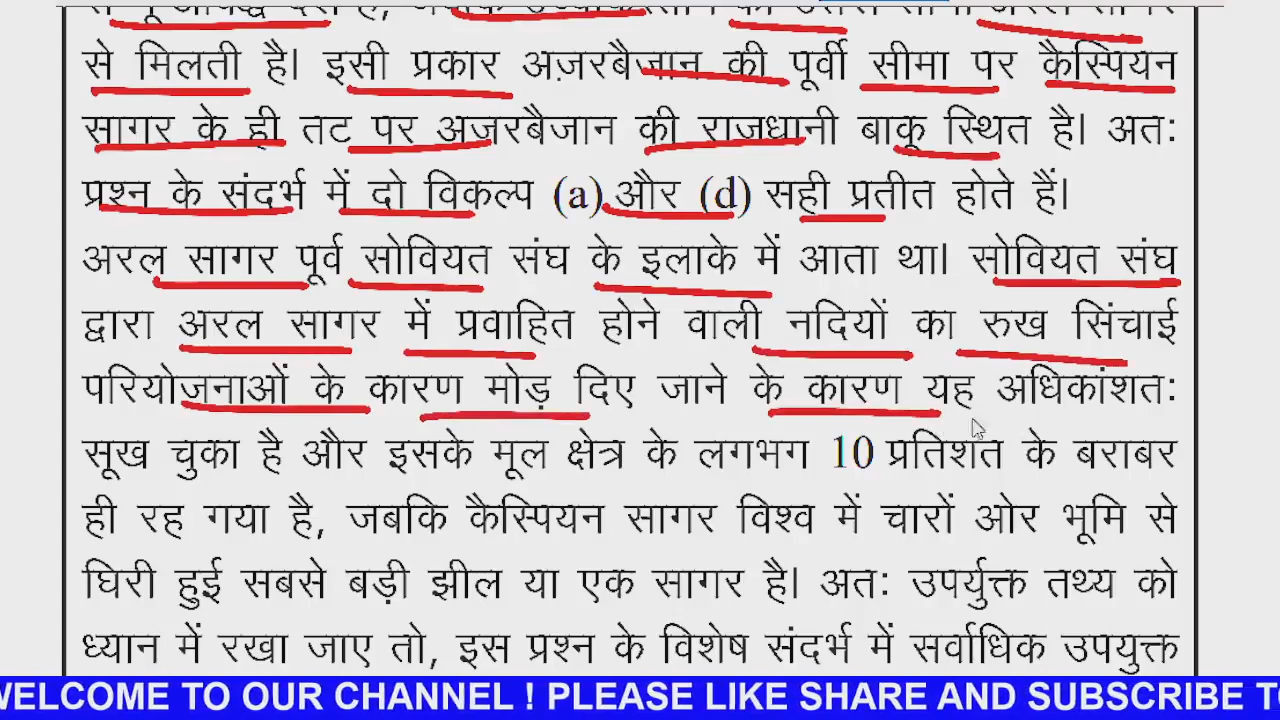 से मिलती है। इसी प्रकार अज़रबैजान की पूर्वी सीमा पर कैस्पियन
सागर के ही तट पर अज़रबैजान की राजधानी बाकू स्थित है। अतः
प्रश्न के संदर्भ में दो विकल्प (a) और (d) सही प्रतीत होते हैं।
अरल सागर पूर्व सोवियत संघ के इलाके में आता था। सोवियत संघ
द्वारा अरल सागर में प्रवाहित होने वाली नदियों का रुख सिंचाई
परियोजनाओं के कारण मोड़ दिए जाने के कारण यह अधिकांशतः
सूख चुका है और इसके मूल क्षेत्र के लगभग 10 प्रतिशत के बराबर
ही रह गया है, जबकि कैस्पियन सागर विश्व में चारों ओर भूमि से
घिरी हुई सबसे बड़ी झील या एक सागर है। अतः उपर्युक्त तथ्य को
ध्यान में रखा जाए तो, इस प्रश्न के विशेष संदर्भ में सर्वाधिक उपयुक्त
WELCOME TO OUR CHANNEL ! PLEASE LIKE SHARE AND SUBSCRIBE